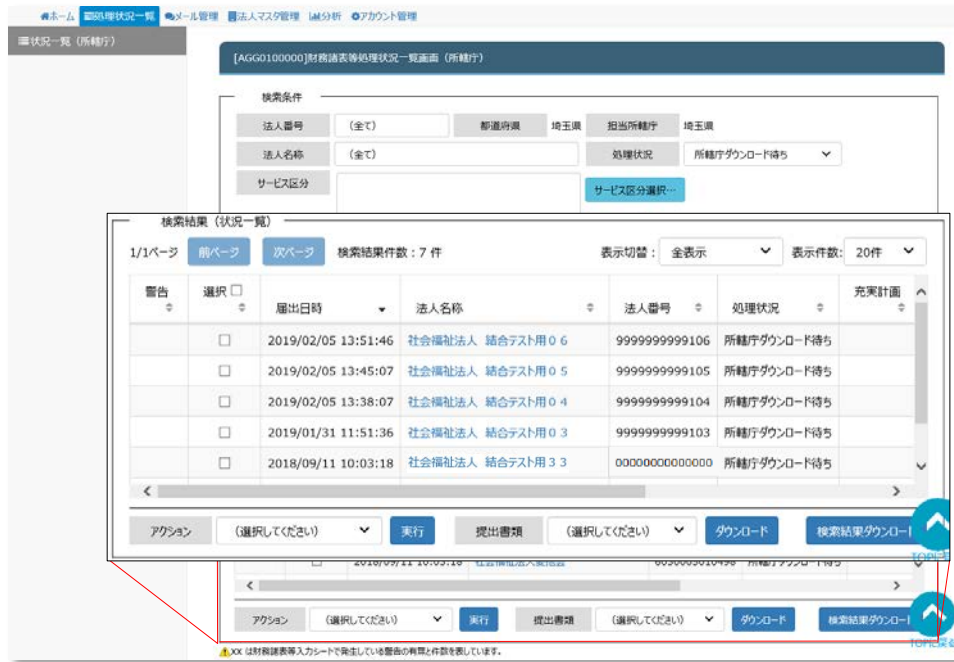 ホーム 処理状況一覧 メール管理 法人マスタ管理 分析 アカウント管理
状況一覧（所轄庁）
[AGG0100000]財務諸表等処理状況一覧画面（所轄庁）
検索条件
法人番号 （全て） 都道府県 埼玉県 担当所轄庁 埼玉県
法人名称 （全て） 処理状況 所轄庁ダウンロード待ち
サービス区分 サービス区分選択…
検索結果（状況一覧）
1/1ページ 前ページ 次ページ 検索結果件数：7 件 表示切替： 全表示 表示件数: 20件
警告 選択 届出日時 法人名称 法人番号 処理状況 充実計画
2019/02/05 13:51:46 社会福祉法人 結合テスト用０６ 9999999999106 所轄庁ダウンロード待ち
2019/02/05 13:45:07 社会福祉法人 結合テスト用０５ 9999999999105 所轄庁ダウンロード待ち
2019/02/05 13:38:07 社会福祉法人 結合テスト用０４ 9999999999104 所轄庁ダウンロード待ち
2019/01/31 11:51:36 社会福祉法人 結合テスト用０３ 9999999999103 所轄庁ダウンロード待ち
2018/09/11 10:03:18 社会福祉法人 結合テスト用３３ 00000000000000 所轄庁ダウンロード待ち
アクション （選択してください） 実行 提出書類 （選択してください） ダウンロード 検索結果ダウンロード
TOPに戻
アクション （選択してください） 実行 提出書類 （選択してください） ダウンロード 検索結果ダウンロード
TOPに戻る
xx は財務諸表等入力シートで発生している警告の有無と件数を表しています。